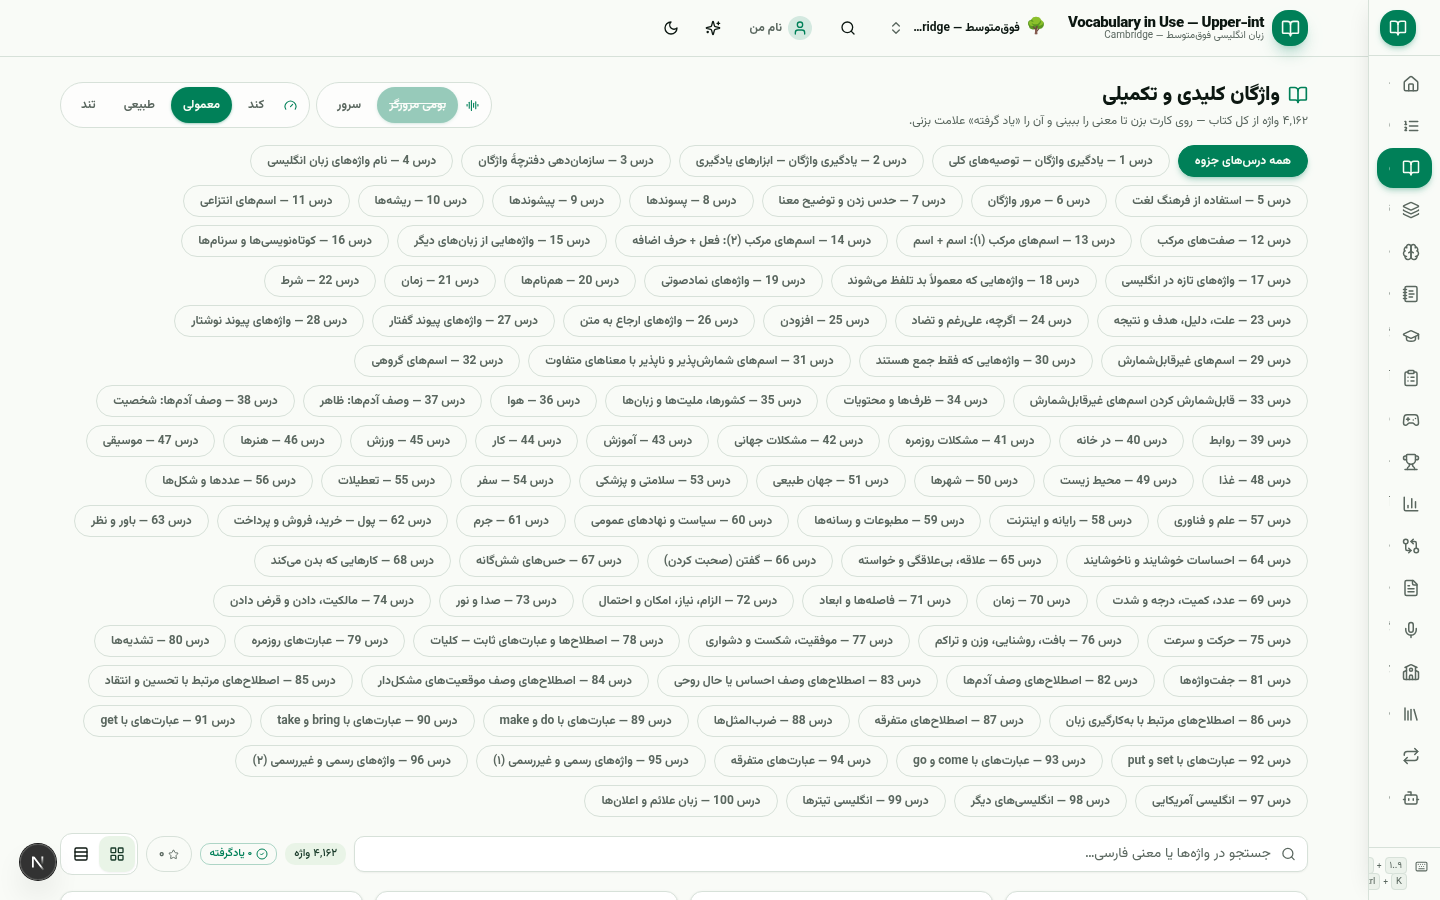 Vocabulary in Use — Upper-int
زبان انگلیسی فوق‌متوسط — Cambridge
فوق‌متوسط — ridge...
نام من
واژگان کلیدی و تکمیلی
۴٬۱۶۲ واژه از کل کتاب — روی کارت بزن تا معنی را ببینی و آن را «یاد گرفته» علامت بزنی.
بومی مرورگر
سرور
کند
معمولی
طبیعی
تند
همه درس‌های جزوه
درس 1 — یادگیری واژگان — توصیه‌های کلی
درس 2 — یادگیری واژگان — ابزارهای یادگیری
درس 3 — سازمان‌دهی دفترچهٔ واژگان
درس 4 — نام واژه‌های زبان انگلیسی
درس 5 — استفاده از فرهنگ لغت
درس 6 — مرور واژگان
درس 7 — حدس زدن و توضیح معنا
درس 8 — پسوندها
درس 9 — پیشوندها
درس 10 — ریشه‌ها
درس 11 — اسم‌های انتزاعی
درس 12 — صفت‌های مرکب
درس 13 — اسم‌های مرکب (۱): اسم + اسم
درس 14 — اسم‌های مرکب (۲): فعل + حرف اضافه
درس 15 — واژه‌هایی از زبان‌های دیگر
درس 16 — کوتاه‌نویسی‌ها و سرنام‌ها
درس 17 — واژه‌های تازه در انگلیسی
درس 18 — واژه‌هایی که معمولاً بد تلفظ می‌شوند
درس 19 — واژه‌های نمادصوتی
درس 20 — هم‌نام‌ها
درس 21 — زمان
درس 22 — شرط
درس 23 — علت، دلیل، هدف و نتیجه
درس 24 — اگرچه، علی‌رغم و تضاد
درس 25 — افزودن
درس 26 — واژه‌های ارجاع به متن
درس 27 — واژه‌های پیوند گفتار
درس 28 — واژه‌های پیوند نوشتار
درس 29 — اسم‌های غیرقابل‌شمارش
درس 30 — واژه‌هایی که فقط جمع هستند
درس 31 — اسم‌های شمارش‌پذیر و ناپذیر با معناهای متفاوت
درس 32 — اسم‌های گروهی
درس 33 — قابل‌شمارش کردن اسم‌های غیرقابل‌شمارش
درس 34 — ظرف‌ها و محتویات
درس 35 — کشورها، ملیت‌ها و زبان‌ها
درس 36 — هوا
درس 37 — وصف آدم‌ها: ظاهر
درس 38 — وصف آدم‌ها: شخصیت
درس 39 — روابط
درس 40 — در خانه
درس 41 — مشکلات روزمره
درس 42 — مشکلات جهانی
درس 43 — آموزش
درس 44 — کار
درس 45 — ورزش
درس 46 — هنرها
درس 47 — موسیقی
درس 48 — غذا
درس 49 — محیط زیست
درس 50 — شهرها
درس 51 — جهان طبیعی
درس 53 — سلامتی و پزشکی
درس 54 — سفر
درس 55 — تعطیلات
درس 56 — عددها و شکل‌ها
درس 57 — علم و فناوری
درس 58 — رایانه و اینترنت
درس 59 — مطبوعات و رسانه‌ها
درس 60 — سیاست و نهادهای عمومی
درس 61 — جرم
درس 62 — پول — خرید، فروش و پرداخت
درس 63 — باور و نظر
درس 64 — احساسات خوشایند و ناخوشایند
درس 65 — علاقه، بی‌علاقگی و خواسته
درس 66 — گفتن (صحبت کردن)
درس 67 — حس‌های شش‌گانه
درس 68 — کارهایی که بدن می‌کند
درس 69 — عدد، کمیت، درجه و شدت
درس 70 — زمان
درس 71 — فاصله‌ها و ابعاد
درس 72 — الزام، نیاز، امکان و احتمال
درس 73 — صدا و نور
درس 74 — مالکیت، دادن و قرض دادن
درس 75 — حرکت و سرعت
درس 76 — بافت، روشنایی، وزن و تراکم
درس 77 — موفقیت، شکست و دشواری
درس 78 — اصطلاح‌ها و عبارت‌های ثابت — کلیات
درس 79 — عبارت‌های روزمره
درس 80 — تشدیه‌ها
درس 81 — جفت‌واژه‌ها
درس 82 — اصطلاح‌های وصف آدم‌ها
درس 83 — اصطلاح‌های وصف احساس یا حال روحی
درس 84 — اصطلاح‌های وصف موقعیت‌های مشکل‌دار
درس 85 — اصطلاح‌های مرتبط با تحسین و انتقاد
درس 86 — اصطلاح‌های مرتبط با به‌کارگیری زبان
درس 87 — اصطلاح‌های متفرقه
درس 88 — ضرب‌المثل‌ها
درس 89 — عبارت‌های با do و make
درس 90 — عبارت‌های با bring و take
درس 91 — عبارت‌های با get
درس 92 — عبارت‌های با set و put
درس 93 — عبارت‌های با come و go
درس 94 — عبارت‌های متفرقه
درس 95 — واژه‌های رسمی و غیررسمی (۱)
درس 96 — واژه‌های رسمی و غیررسمی (۲)
درس 97 — انگلیسی آمریکایی
درس 98 — انگلیسی‌های دیگر
درس 99 — انگلیسی تیترها
درس 100 — زبان علائم و اعلان‌ها
جستجو در واژه‌ها یا معنی فارسی...
۴٬۱۶۲ واژه
۰ یادگرفته
۰
۱..۹ +
K +
N